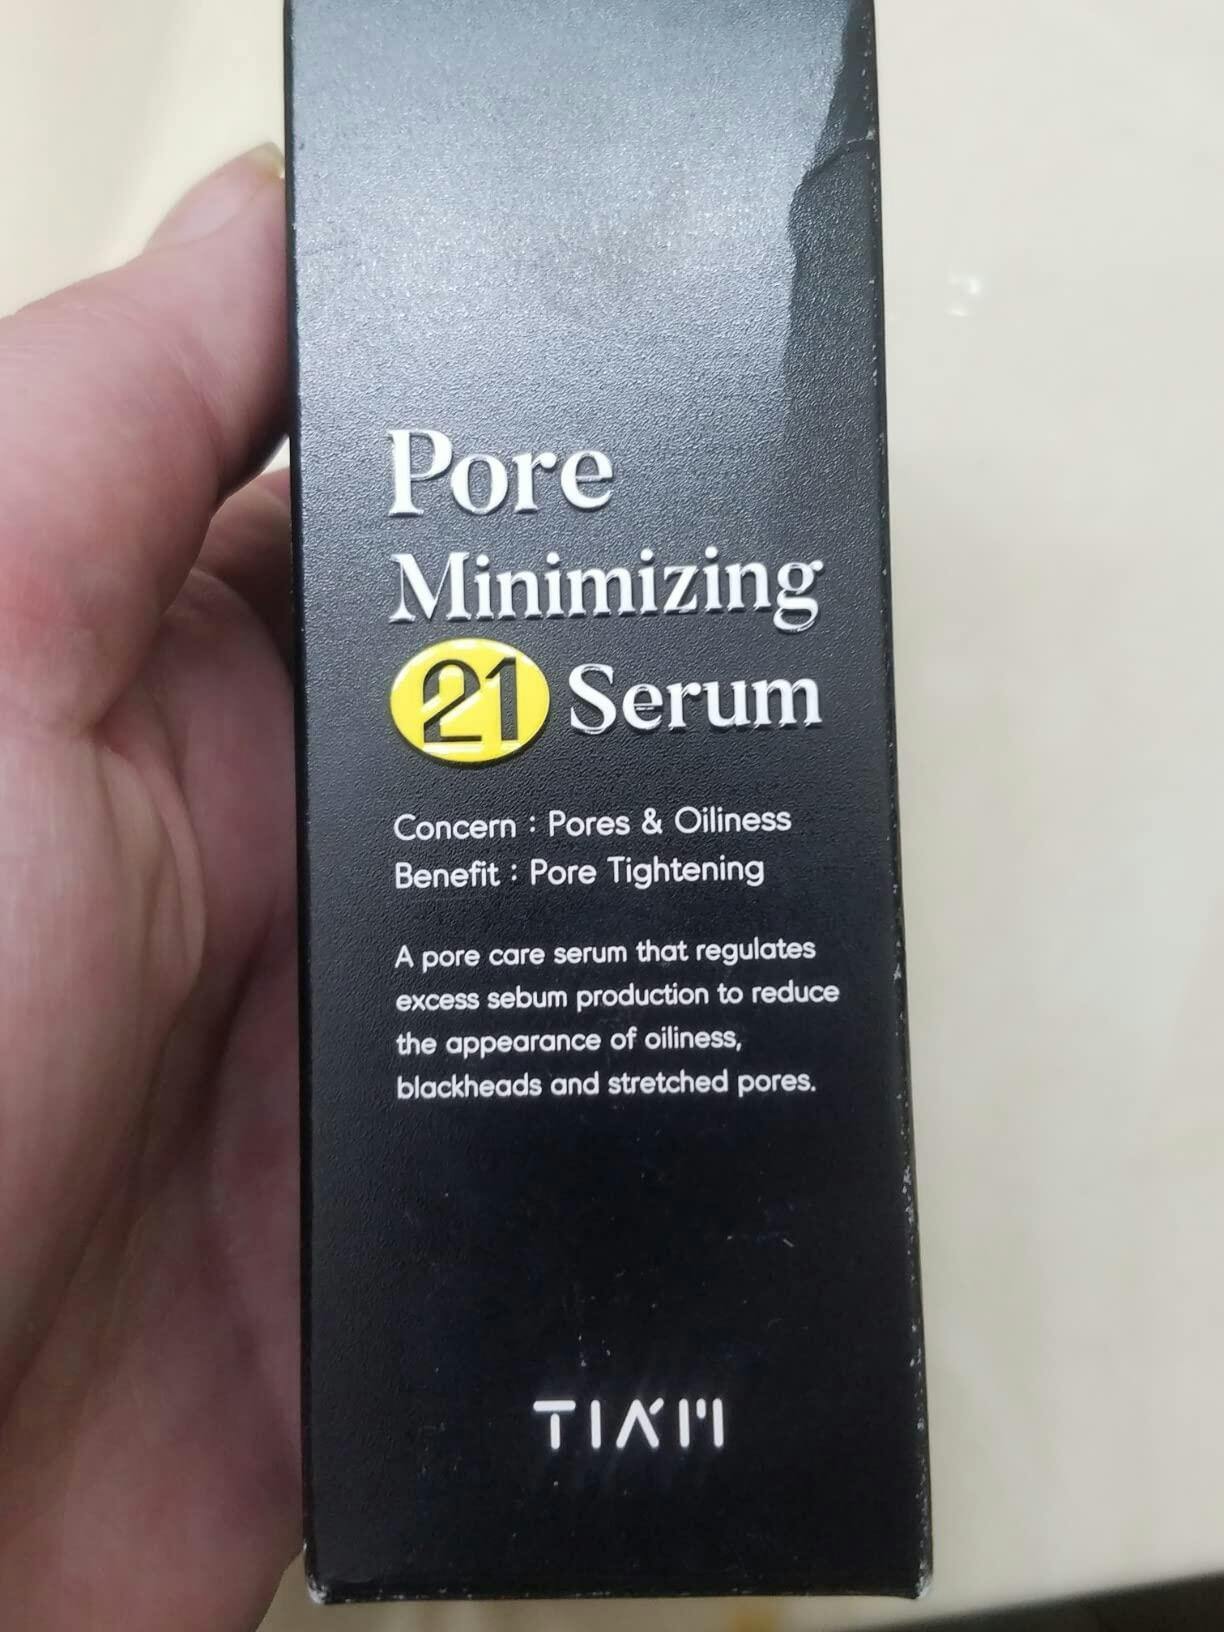 Pore
Minimizing
21 Serum
Concern : Pores & Oiliness
Benefit : Pore Tightening
A pore care serum that regulates
excess sebum production to reduce
the appearance of oiliness,
blackheads and stretched pores.
TIAM